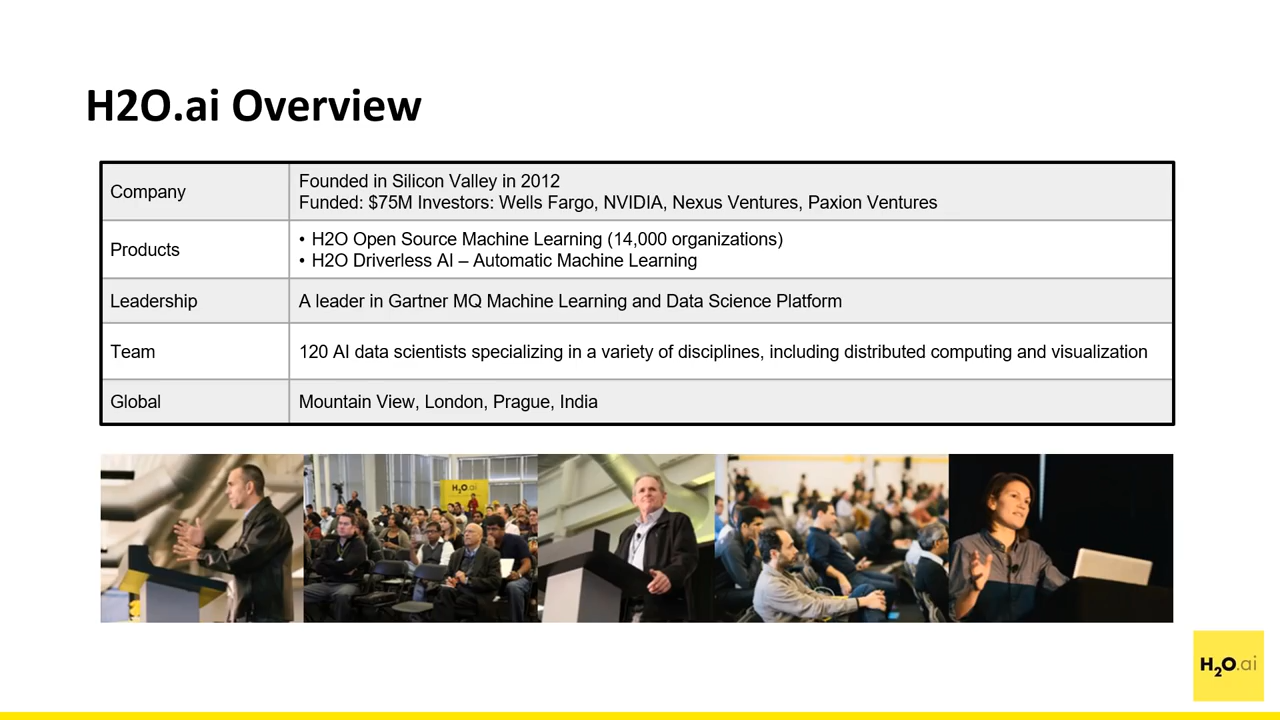 H2O.ai Overview
Company
Founded in Silicon Valley in 2012
Funded: $75M Investors: Wells Fargo, NVIDIA, Nexus Ventures, Paxion Ventures
Products
• H2O Open Source Machine Learning (14,000 organizations)
• H2O Driverless AI – Automatic Machine Learning
Leadership
A leader in Gartner MQ Machine Learning and Data Science Platform
Team
120 AI data scientists specializing in a variety of disciplines, including distributed computing and visualization
Global
Mountain View, London, Prague, India
H2O.ai
H2O.ai